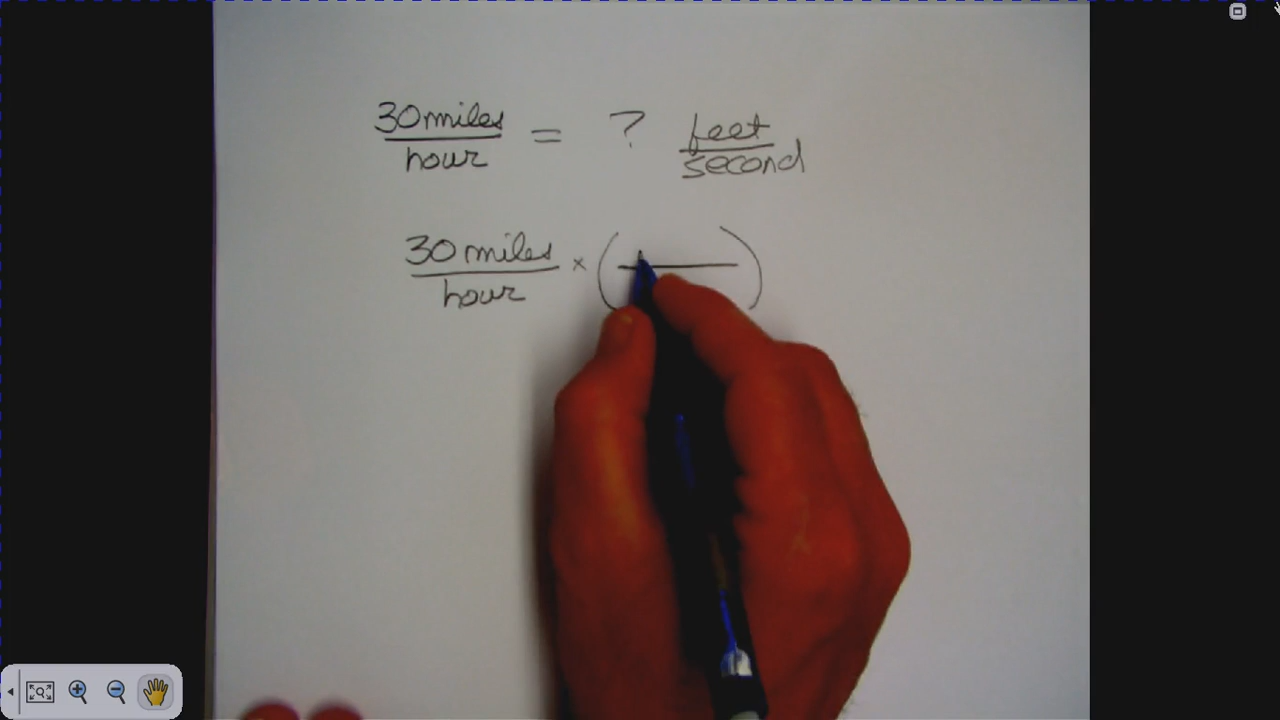 30 miles/hour = ? feet/second
30 miles/hour × ( / )